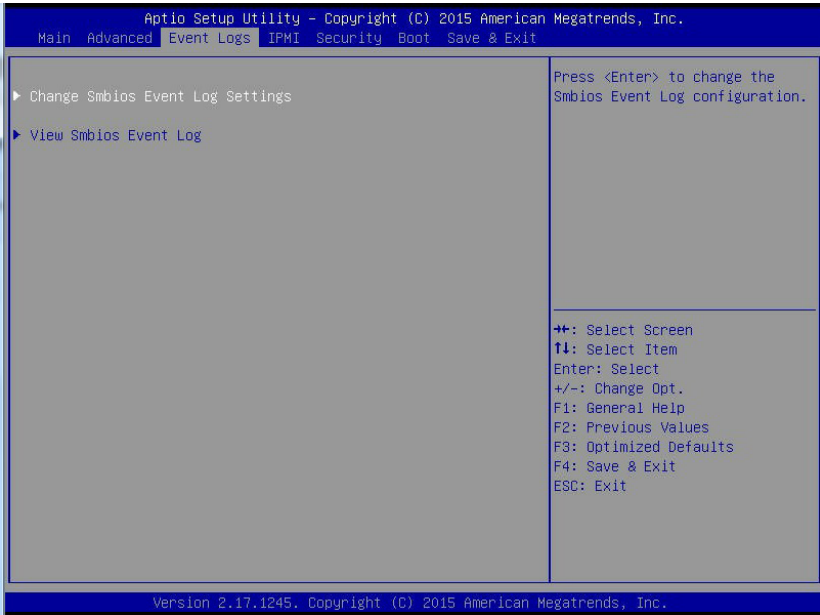 Aptio Setup Utility – Copyright (C) 2015 American Megatrends, Inc.
Main Advanced Event Logs IPMI Security Boot Save & Exit
▶ Change Smbios Event Log Settings
▶ View Smbios Event Log
Press <Enter> to change the
Smbios Event Log configuration.
→←: Select Screen
↑↓: Select Item
Enter: Select
+/-: Change Opt.
F1: General Help
F2: Previous Values
F3: Optimized Defaults
F4: Save & Exit
ESC: Exit
Version 2.17.1245. Copyright (C) 2015 American Megatrends, Inc.